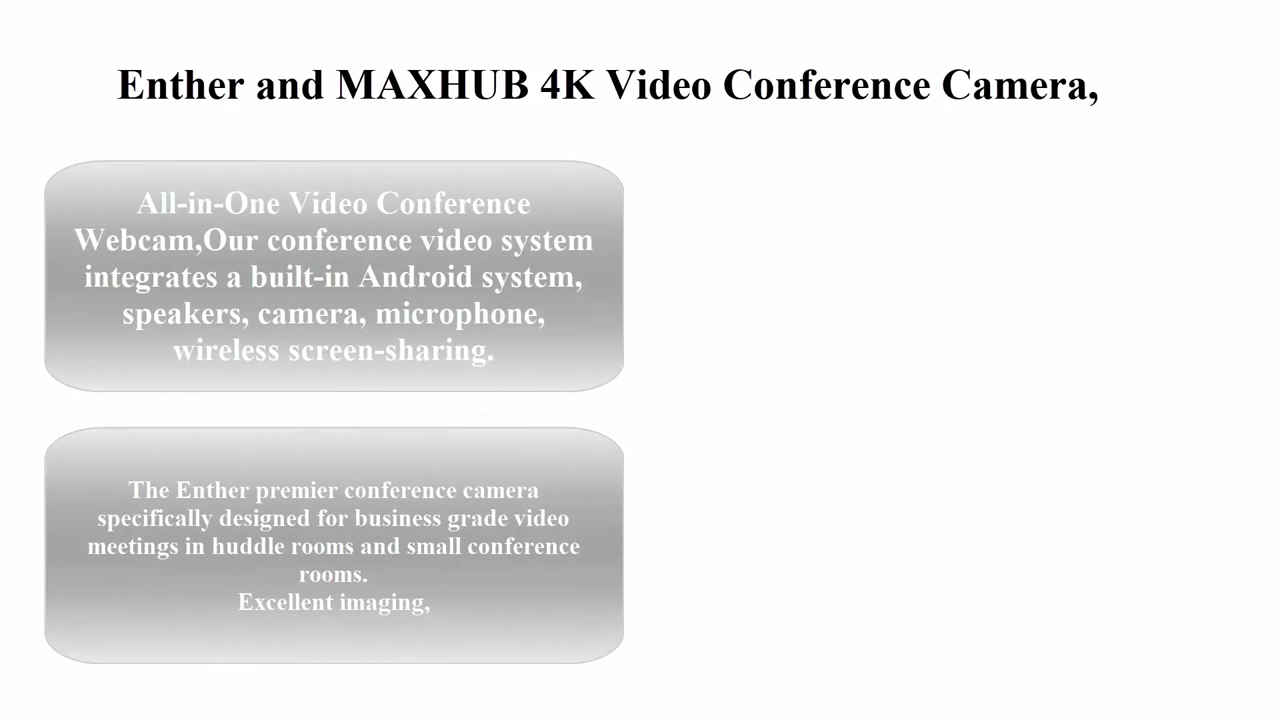 Enther and MAXHUB 4K Video Conference Camera,
All-in-One Video Conference
Webcam,Our conference video system
integrates a built-in Android system,
speakers, camera, microphone,
wireless screen-sharing.
The Enther premier conference camera
specifically designed for business grade video
meetings in huddle rooms and small conference
rooms.
Excellent imaging,